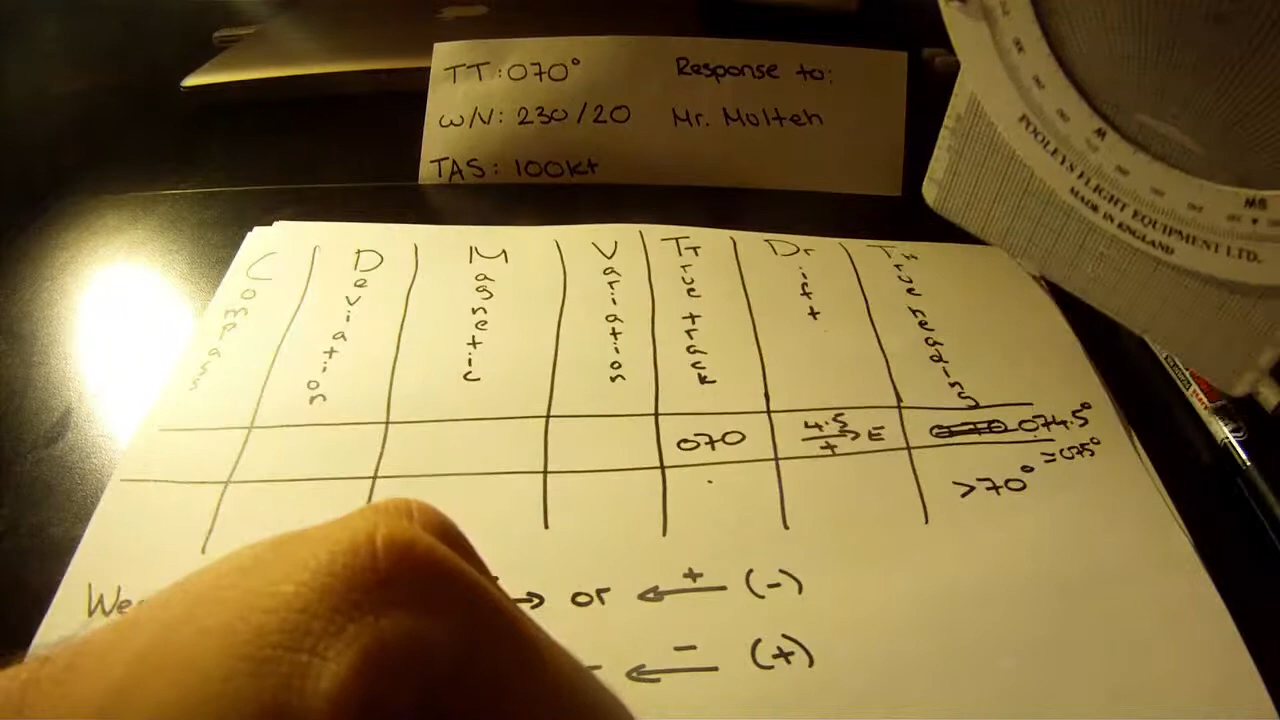 TT: 070°
W/V: 230/20
TAS: 100kt
Response to:
Mr. Molteh
POOLEYS FLIGHT EQUIPMENT LTD.
MADE IN ENGLAND
Compass
Deviation
Magnetic
Variation
True track
Drift
True heading
070
4.5
→ E
+
074.5°
=075°
>70°
We
→ or ← + (-)
← - (+)